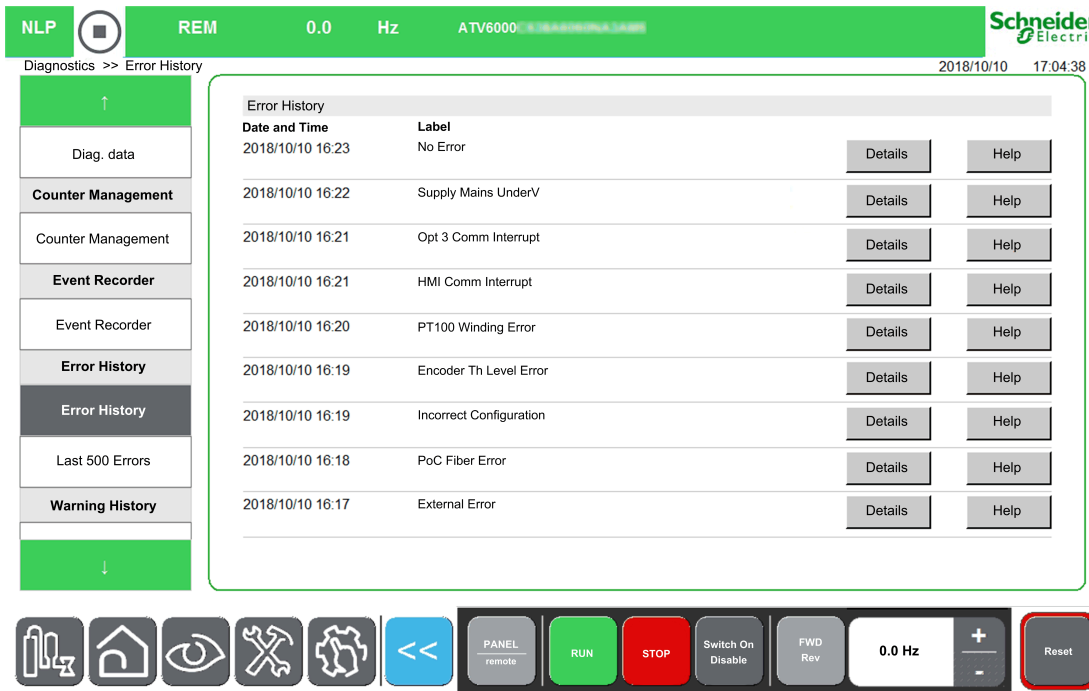 NLP REM 0.0 Hz ATV6000
Schneide
Electri
Diagnostics >> Error History
2018/10/10 17:04:38
↑
Diag. data
Counter Management
Counter Management
Event Recorder
Event Recorder
Error History
Error History
Last 500 Errors
Warning History
↓
Error History
Date and Time Label
2018/10/10 16:23 No Error Details Help
2018/10/10 16:22 Supply Mains UnderV Details Help
2018/10/10 16:21 Opt 3 Comm Interrupt Details Help
2018/10/10 16:21 HMI Comm Interrupt Details Help
2018/10/10 16:20 PT100 Winding Error Details Help
2018/10/10 16:19 Encoder Th Level Error Details Help
2018/10/10 16:19 Incorrect Configuration Details Help
2018/10/10 16:18 PoC Fiber Error Details Help
2018/10/10 16:17 External Error Details Help
<<
PANEL
remote
RUN
STOP
Switch On
Disable
FWD
Rev
0.0 Hz
+
-
Reset